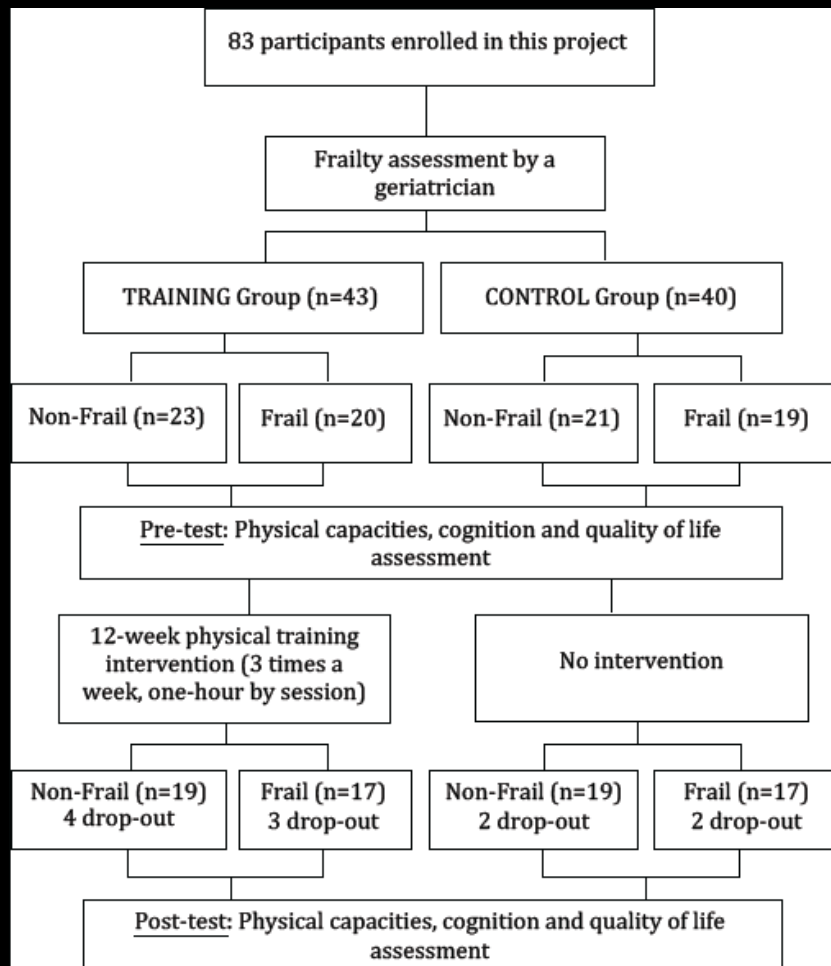 83 participants enrolled in this project
Frailty assessment by a
geriatrician
TRAINING Group (n=43)
CONTROL Group (n=40)
Non-Frail (n=23)
Frail (n=20)
Non-Frail (n=21)
Frail (n=19)
Pre-test: Physical capacities, cognition and quality of life
assessment
12-week physical training
intervention (3 times a
week, one-hour by session)
No intervention
Non-Frail (n=19)
4 drop-out
Frail (n=17)
3 drop-out
Non-Frail (n=19)
2 drop-out
Frail (n=17)
2 drop-out
Post-test: Physical capacities, cognition and quality of life
assessment